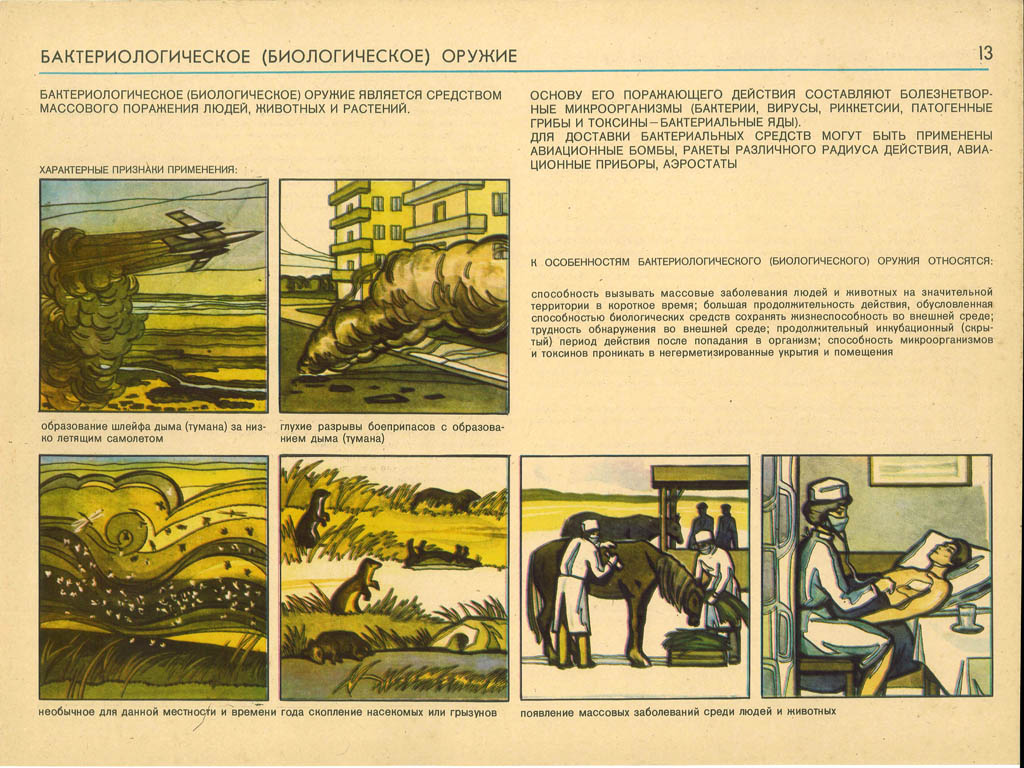 БАКТЕРИОЛОГИЧЕСКОЕ (БИОЛОГИЧЕСКОЕ) ОРУЖИЕ
13
БАКТЕРИОЛОГИЧЕСКОЕ (БИОЛОГИЧЕСКОЕ) ОРУЖИЕ ЯВЛЯЕТСЯ СРЕДСТВОМ
МАССОВОГО ПОРАЖЕНИЯ ЛЮДЕЙ, ЖИВОТНЫХ И РАСТЕНИЙ.
ОСНОВУ ЕГО ПОРАЖАЮЩЕГО ДЕЙСТВИЯ СОСТАВЛЯЮТ БОЛЕЗНЕТВОР-
НЫЕ МИКРООРГАНИЗМЫ (БАКТЕРИИ, ВИРУСЫ, РИККЕТСИИ, ПАТОГЕННЫЕ
ГРИБЫ И ТОКСИНЫ–БАКТЕРИАЛЬНЫЕ ЯДЫ).
ДЛЯ ДОСТАВКИ БАКТЕРИАЛЬНЫХ СРЕДСТВ МОГУТ БЫТЬ ПРИМЕНЕНЫ
АВИАЦИОННЫЕ БОМБЫ, РАКЕТЫ РАЗЛИЧНОГО РАДИУСА ДЕЙСТВИЯ, АВИА-
ЦИОННЫЕ ПРИБОРЫ, АЭРОСТАТЫ
ХАРАКТЕРНЫЕ ПРИЗНАКИ ПРИМЕНЕНИЯ:
К ОСОБЕННОСТЯМ БАКТЕРИОЛОГИЧЕСКОГО (БИОЛОГИЧЕСКОГО) ОРУЖИЯ ОТНОСЯТСЯ:
способность вызывать массовые заболевания людей и животных на значительной
территории в короткое время; большая продолжительность действия, обусловленная
способностью биологических средств сохранять жизнеспособность во внешней среде;
трудность обнаружения во внешней среде; продолжительный инкубационный (скры-
тый) период действия после попадания в организм; способность микроорганизмов
и токсинов проникать в негерметизированные укрытия и помещения
образование шлейфа дыма (тумана) за низ-
ко летящим самолетом
глухие разрывы боеприпасов с образова-
нием дыма (тумана)
необычное для данной местности и времени года скопление насекомых или грызунов
появление массовых заболеваний среди людей и животных